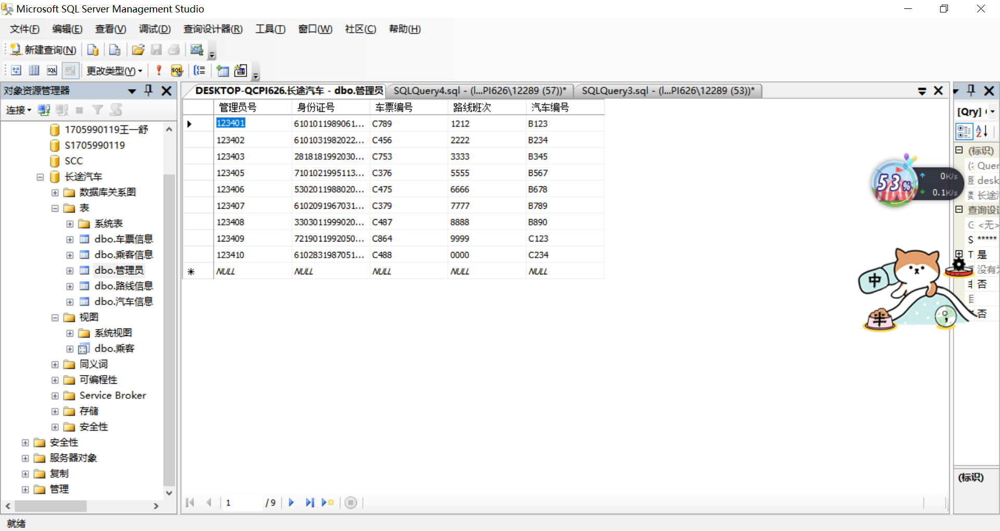 Microsoft SQL Server Management Studio
文件(F) 编辑(E) 查看(V) 调试(D) 查询设计器(R) 工具(T) 窗口(W) 社区(C) 帮助(H)
新建查询(N)
SQL 更改类型(Y) SQL
对象资源管理器
连接
1705990119王一舒
S1705990119
SCC
长途汽车
数据库关系图
表
系统表
dbo.车票信息
dbo.乘客信息
dbo.管理员
dbo.路线信息
dbo.汽车信息
视图
系统视图
dbo.乘客
同义词
可编程性
Service Broker
存储
安全性
安全性
服务器对象
复制
管理
DESKTOP-QCPI626.长途汽车 - dbo.管理员 SQLQuery4.sql - (l...PI626\12289 (57))* SQLQuery3.sql - (l...PI626\12289 (53))*
管理员号 身份证号 车票编号 路线班次 汽车编号
123401 6101011989061... C789 1212 B123
123402 6101031982022... C456 2222 B234
123403 2818181992030... C753 3333 B345
123405 7101021995113... C376 5555 B567
123406 5302011988020... C475 6666 B678
123407 6102091967031... C379 7777 B789
123408 3303011999020... C487 8888 B890
123409 7219011992050... C864 9999 C123
123410 6102831987051... C488 0000 C234
NULL NULL NULL NULL NULL
1 / 9
[Qry]
(标识)
Quer
desk
长途
查询设
<无>
S *****
T 是
没有
否
否
(标识)
53%
0K/s
0.1K/s
中
半
就绪